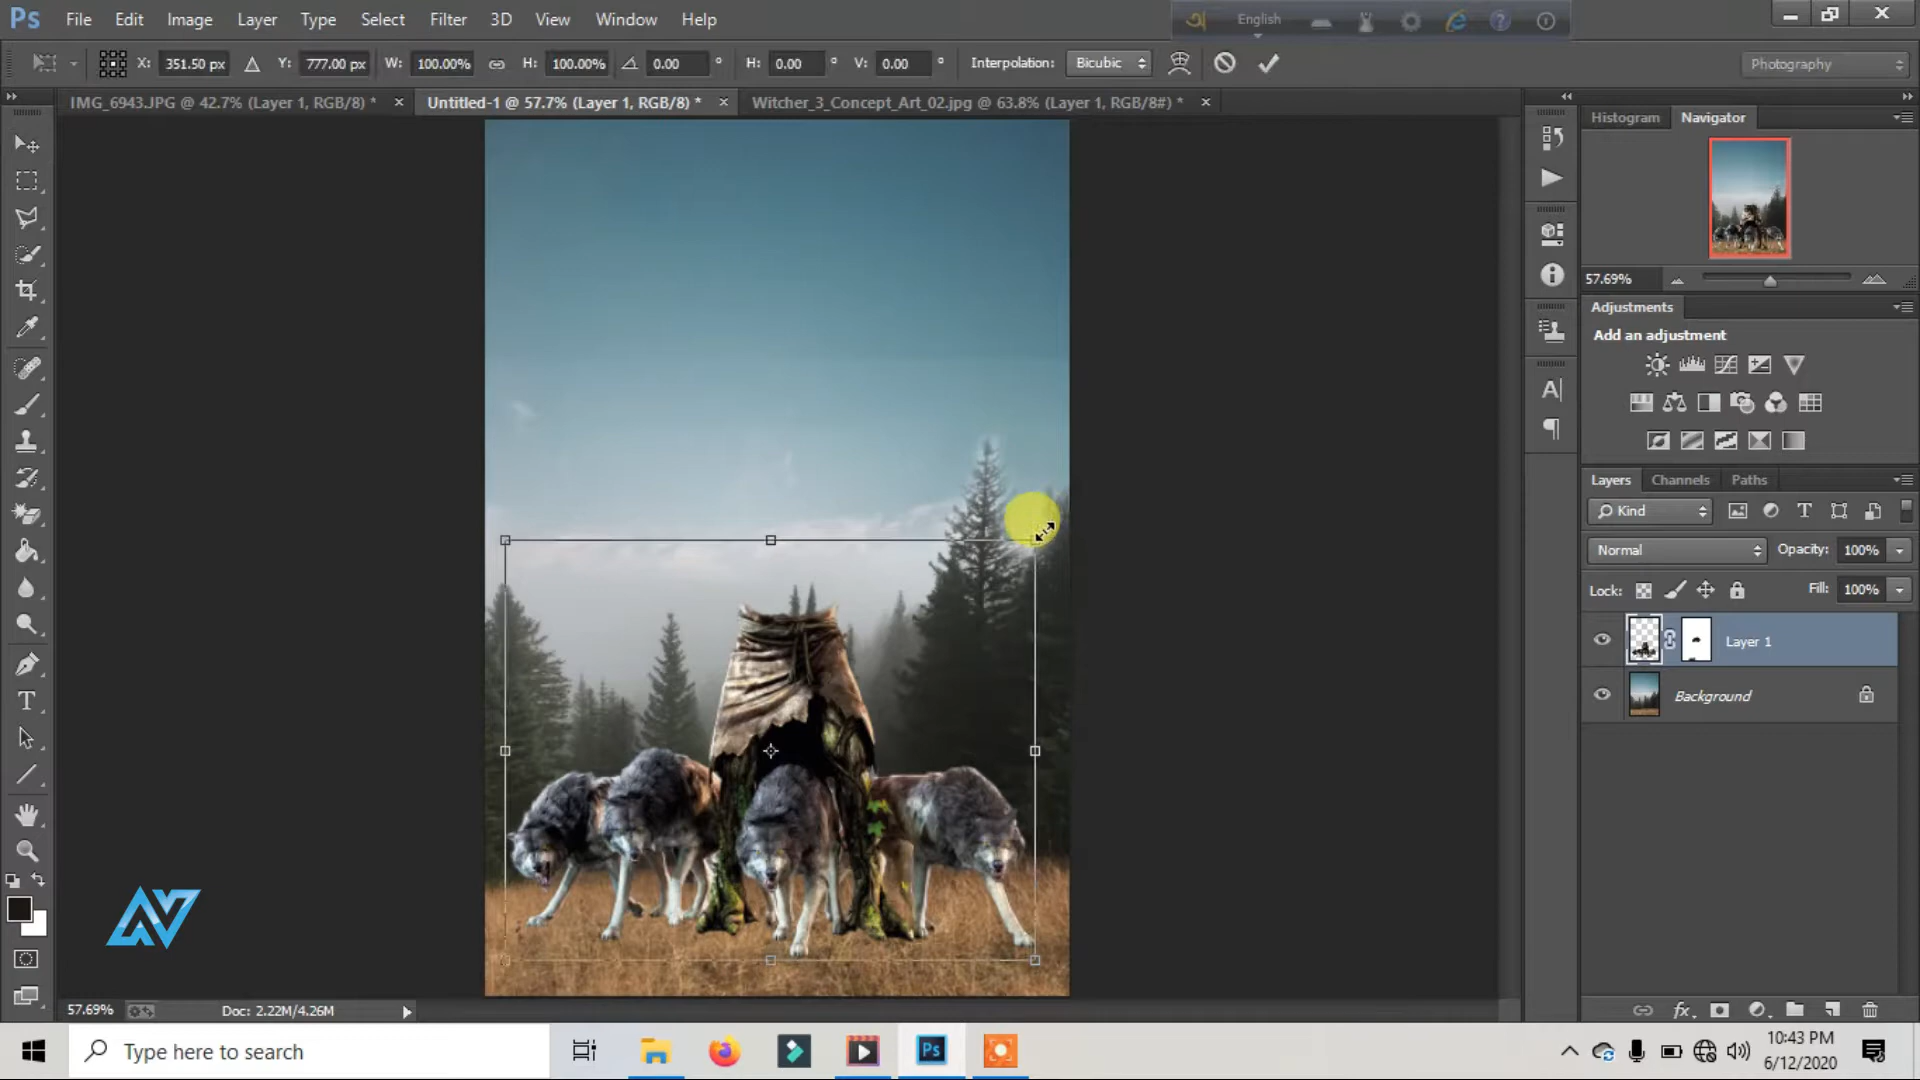 Ps File Edit Image Layer Type Select Filter 3D View Window Help
অ English
X: 351.50 px Y: 777.00 px W: 100.00% H: 100.00% 0.00 ° H: 0.00 ° V: 0.00 ° Interpolation: Bicubic Photography
IMG_6943.JPG @ 42.7% (Layer 1, RGB/8) * × Untitled-1 @ 57.7% (Layer 1, RGB/8) * × Witcher_3_Concept_Art_02.jpg @ 63.8% (Layer 1, RGB/8#) * ×
Histogram Navigator
57.69%
Adjustments
Add an adjustment
Layers Channels Paths
Kind
Normal Opacity: 100%
Lock: Fill: 100%
Layer 1
Background
57.69% Doc: 2.22M/4.26M
Type here to search
Ps
10:43 PM
6/12/2020